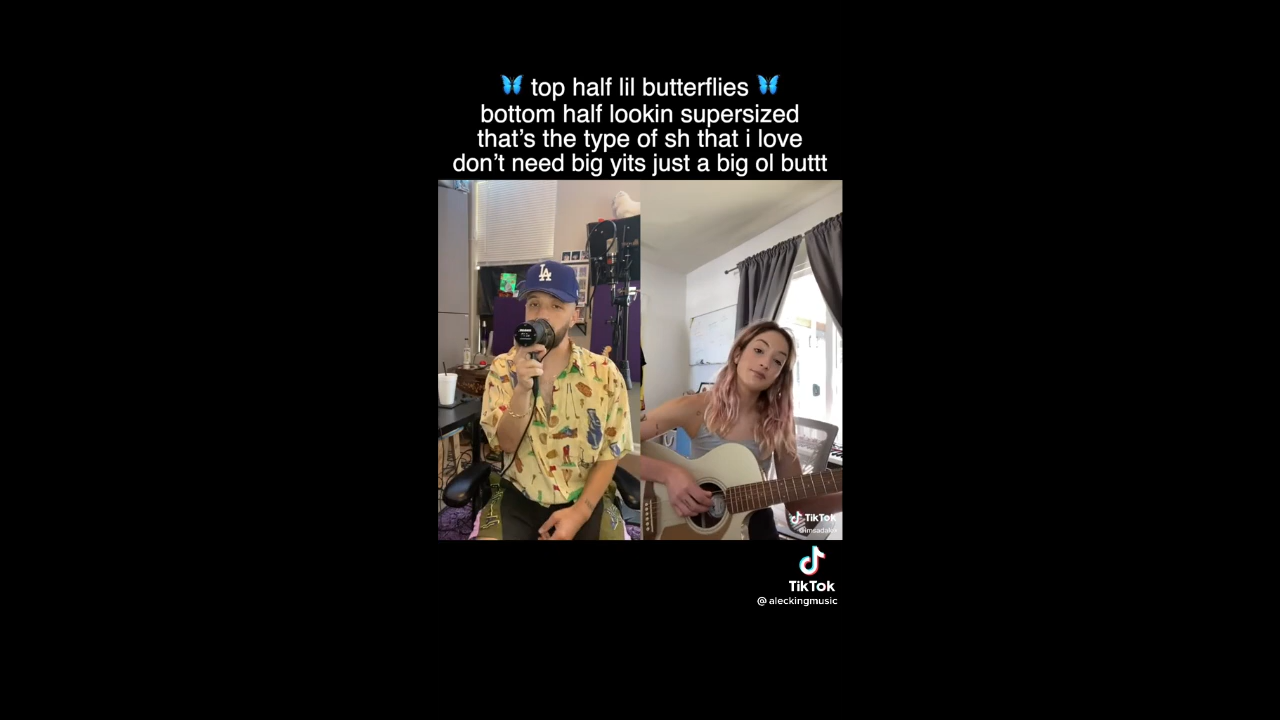 🦋 top half lil butterflies 🦋
bottom half lookin supersized
that's the type of sh that i love
don't need big yits just a big ol buttt
LA
TikTok
TikTok
@aleckingmusic